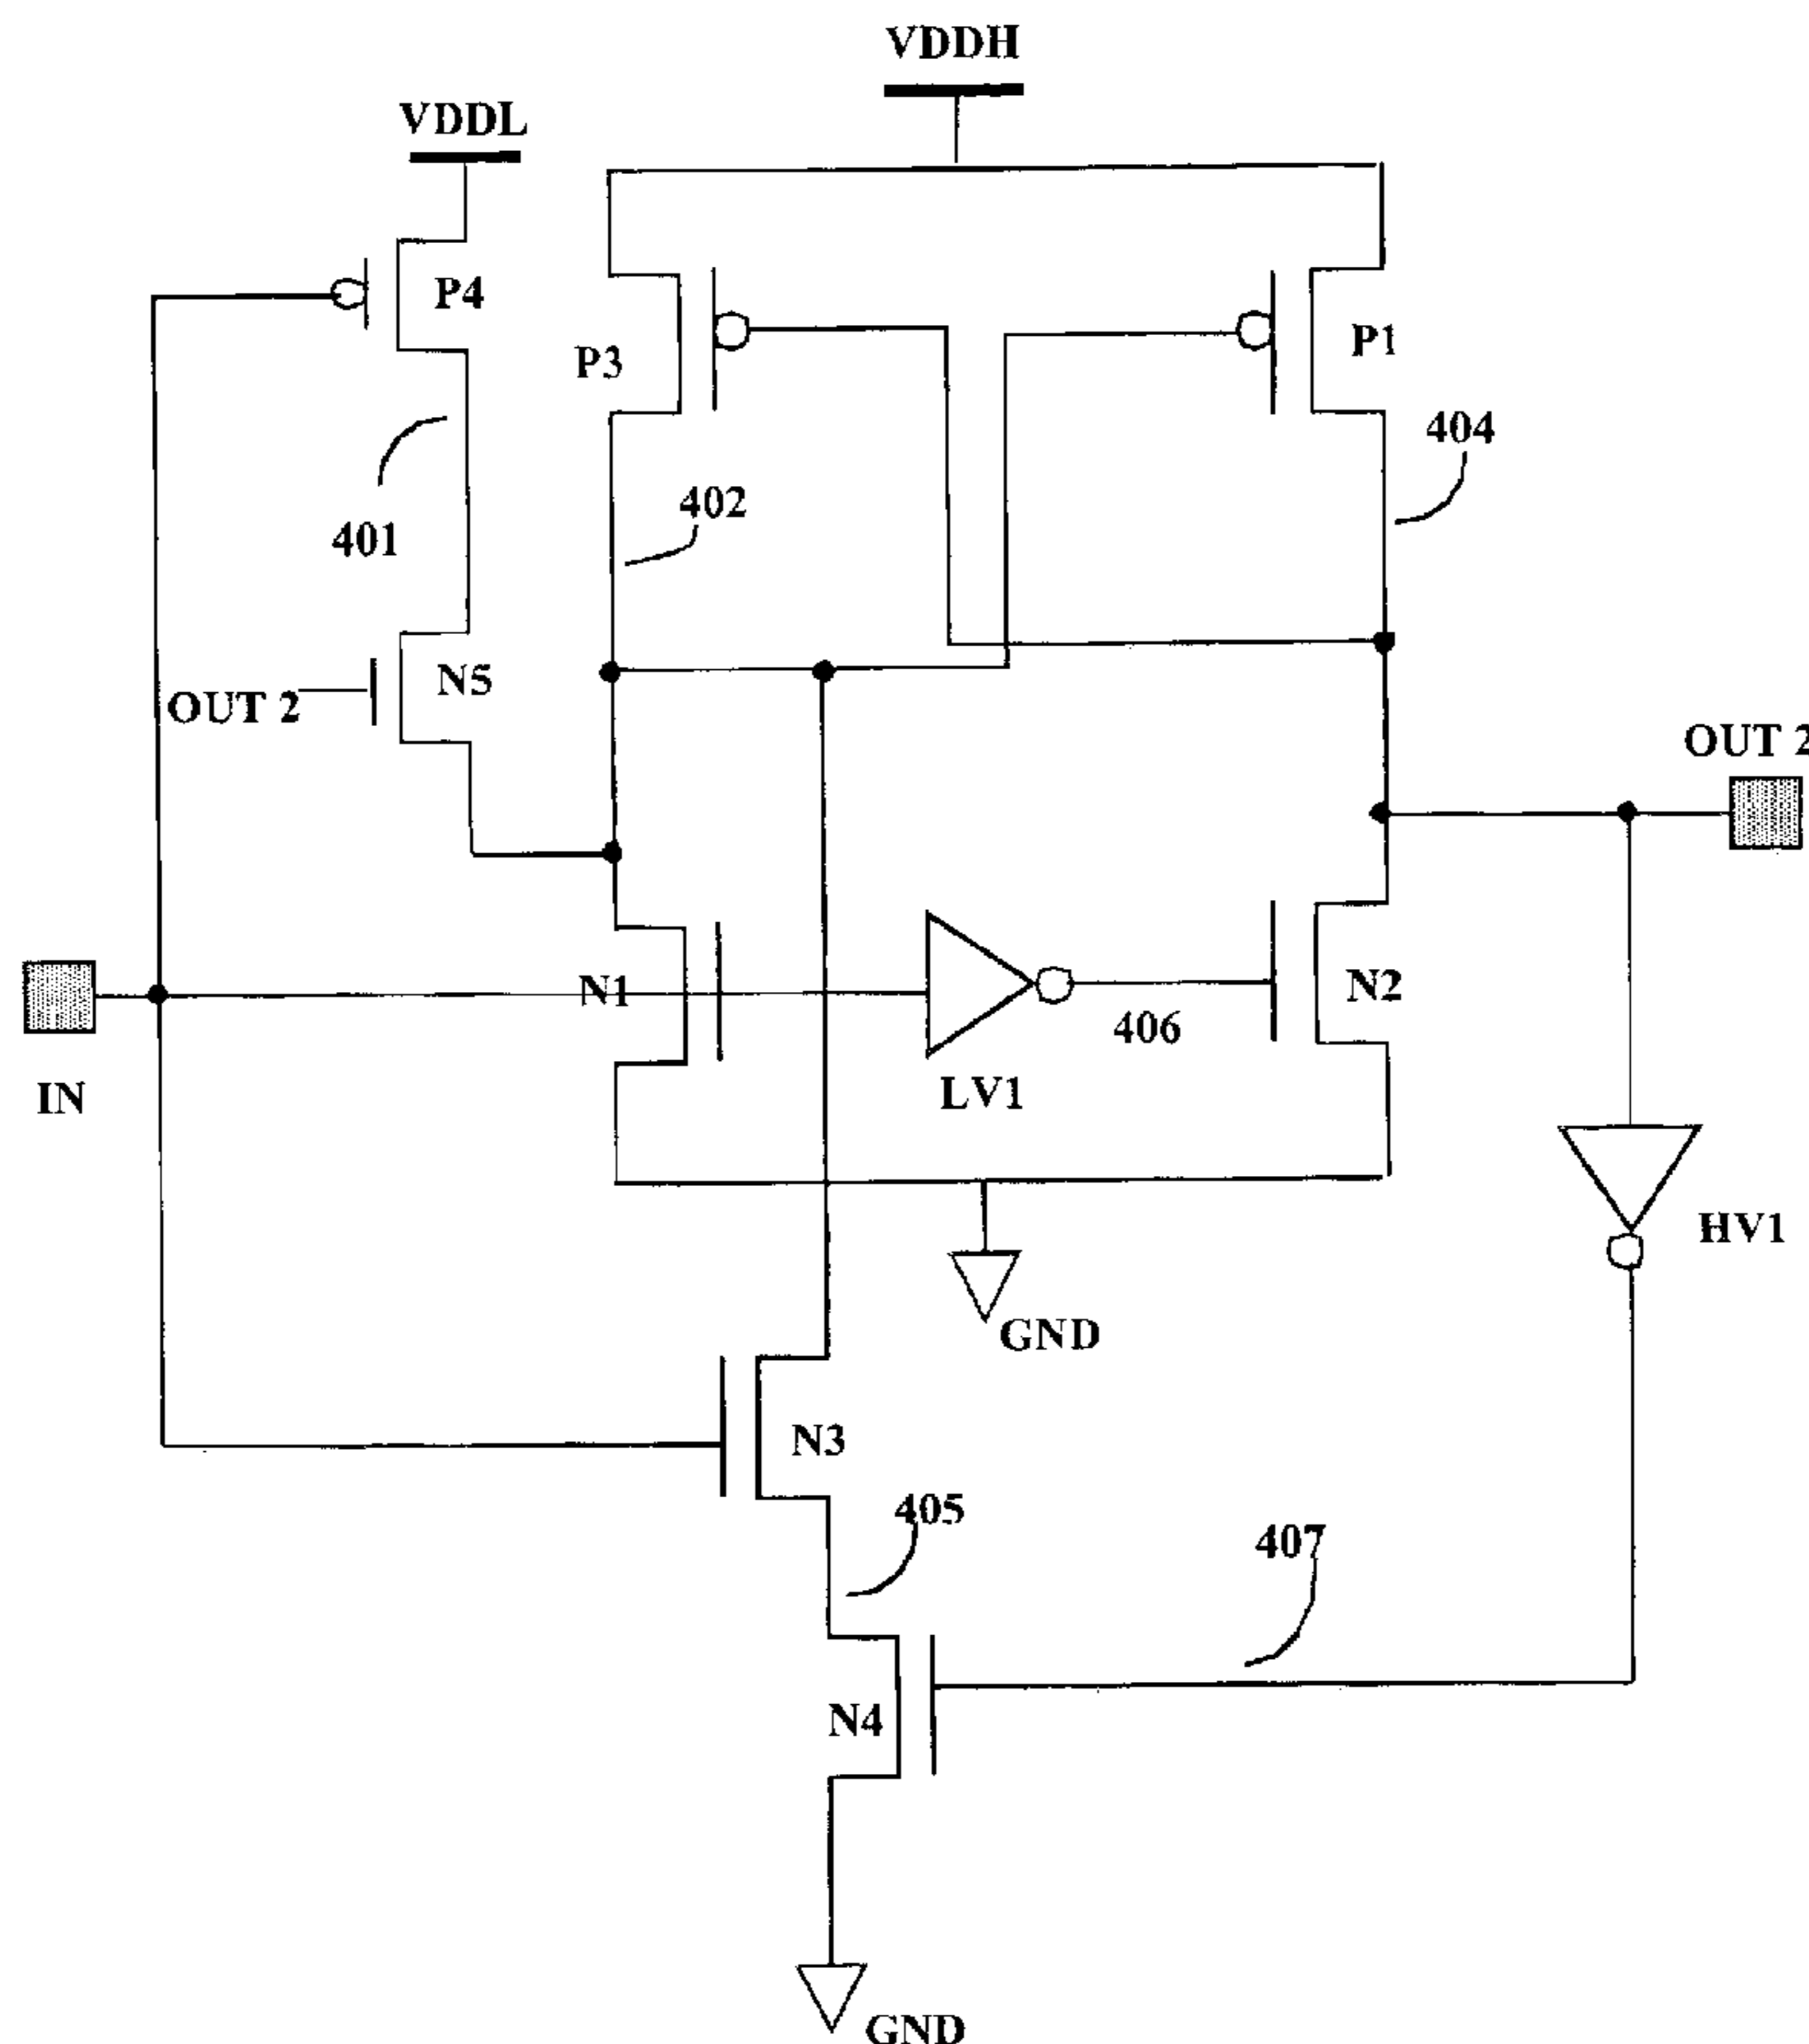 VDDH
VDDL
P4
P3
P1
404
402
401
N5
OUT 2
OUT 2
N1
N2
406
IN
LV1
HV1
GND
N3
405
407
N4
GND